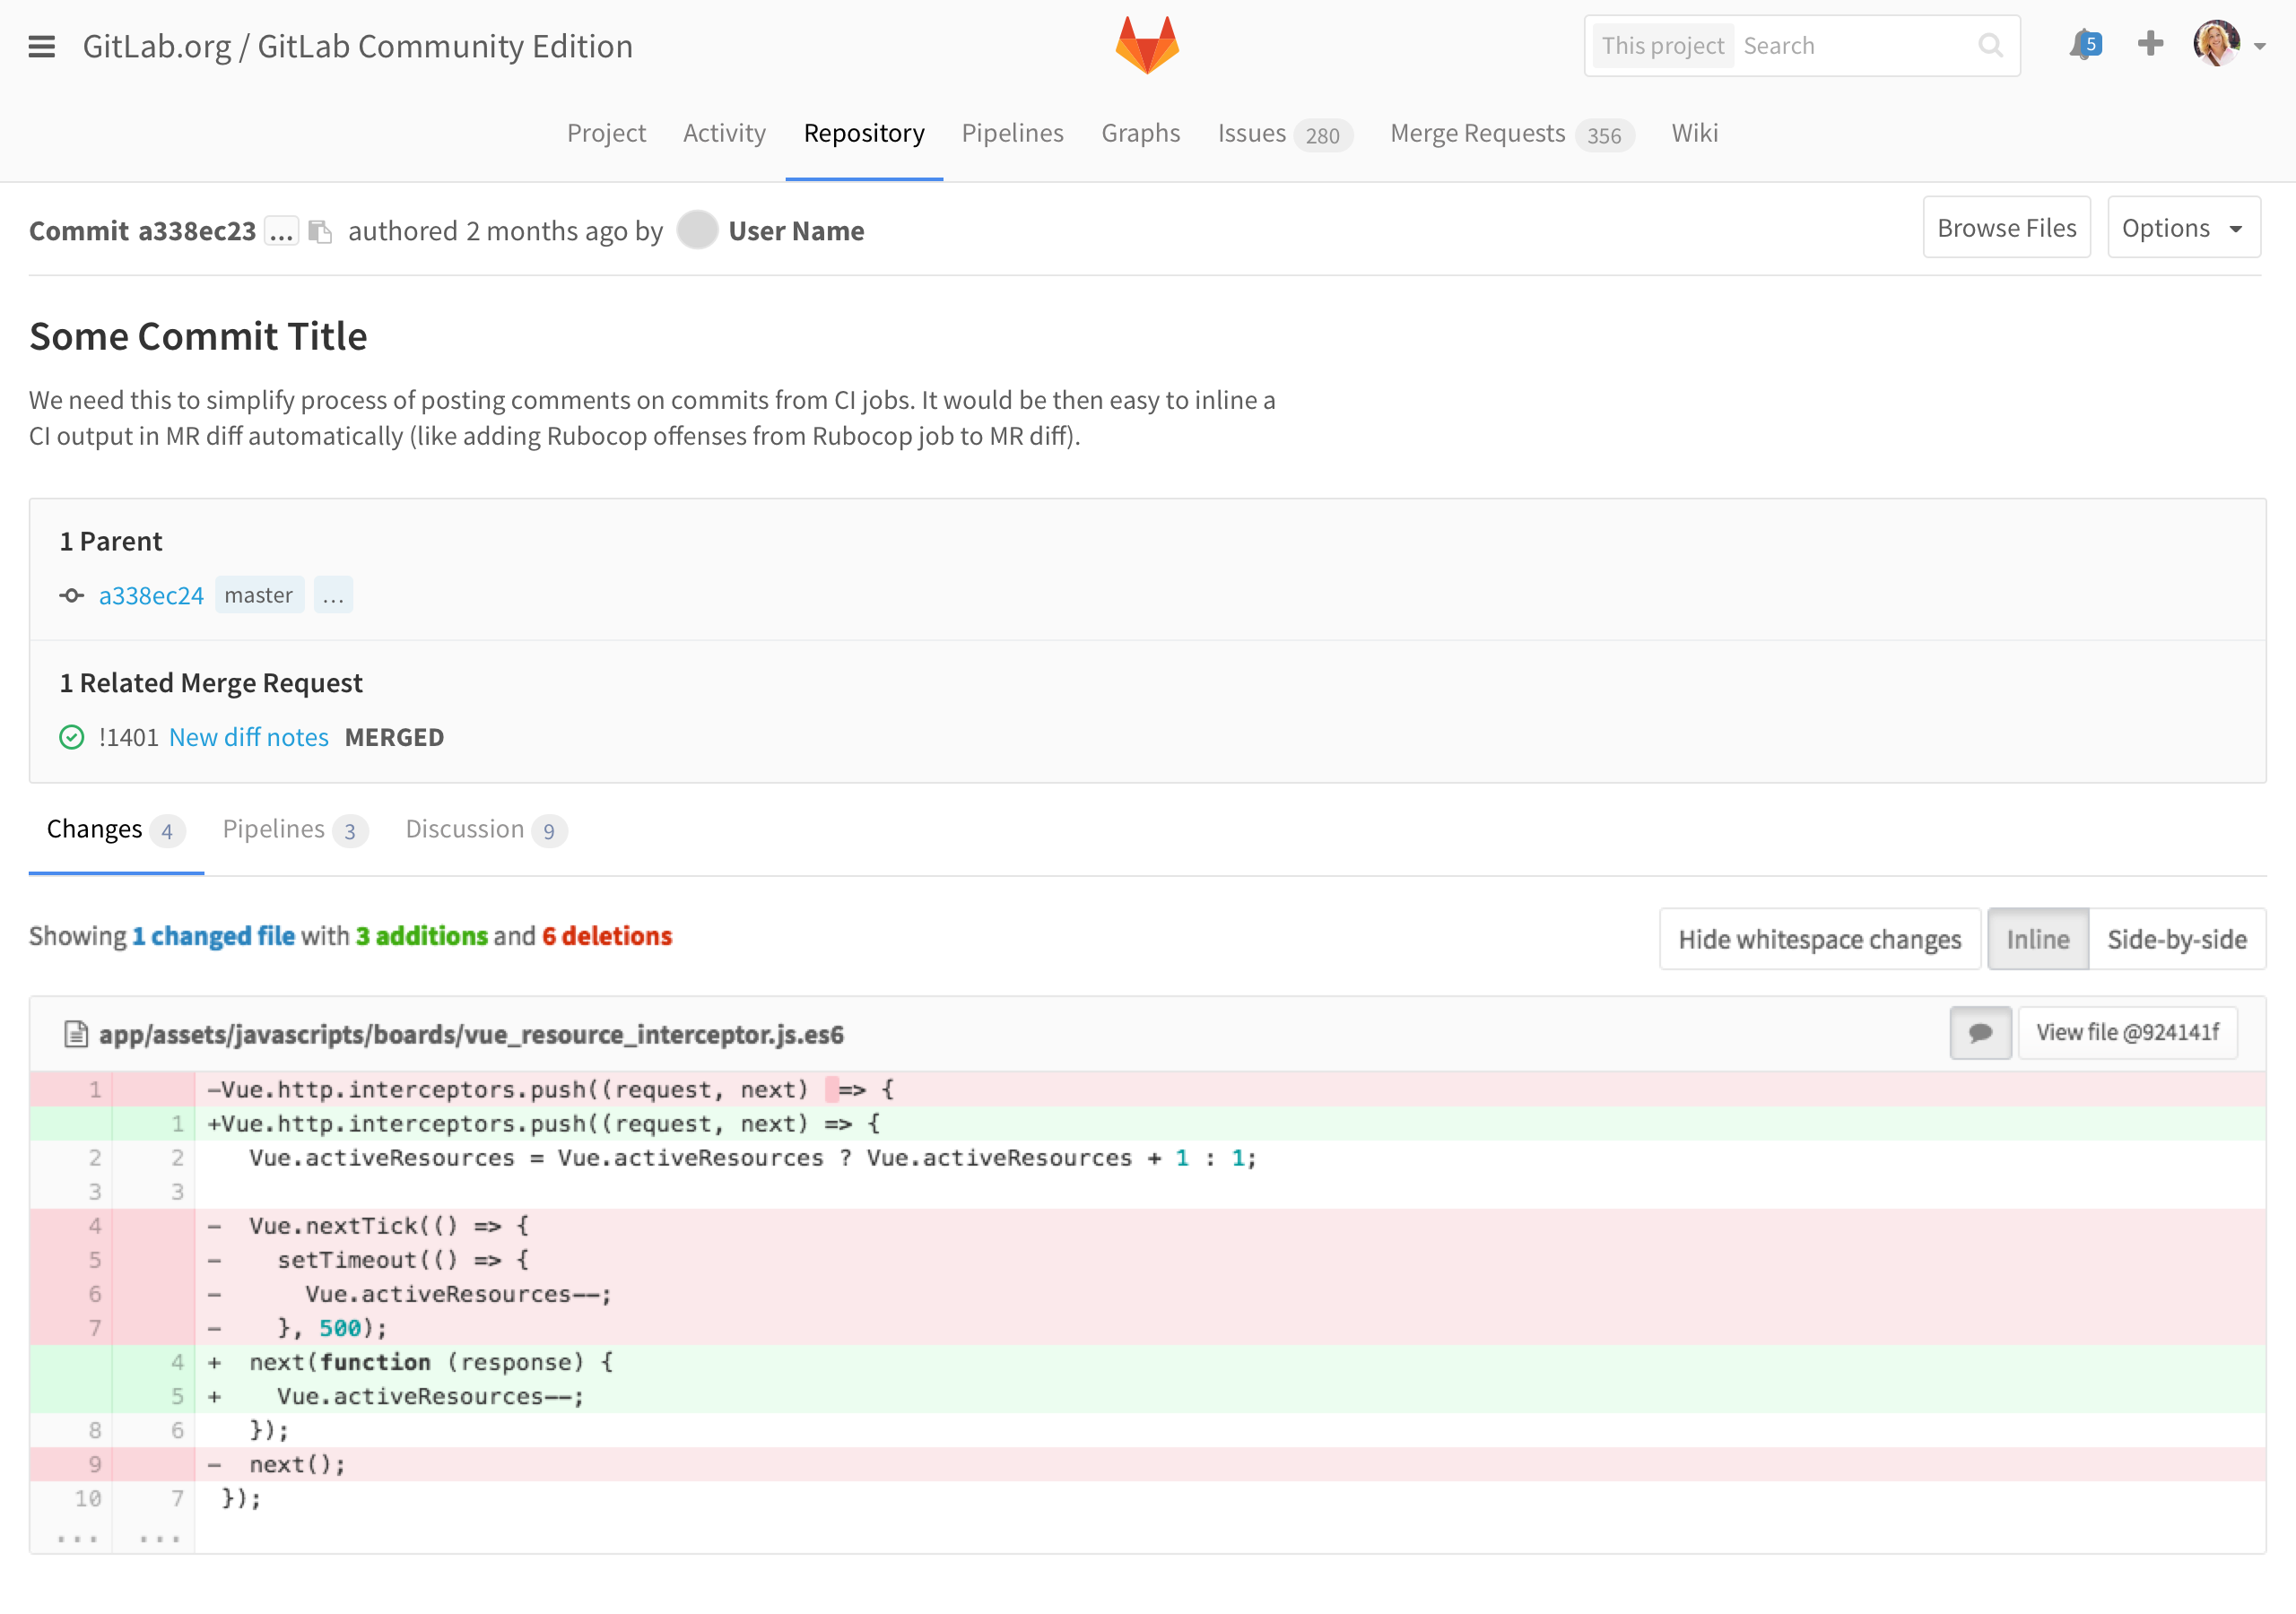 GitLab.org / GitLab Community Edition
This project Search
5
Project Activity Repository Pipelines Graphs Issues 280 Merge Requests 356 Wiki
Commit a338ec23 ... authored 2 months ago by User Name
Browse Files Options
Some Commit Title
We need this to simplify process of posting comments on commits from CI jobs. It would be then easy to inline a
CI output in MR diff automatically (like adding Rubocop offenses from Rubocop job to MR diff).
1 Parent
a338ec24 master ...
1 Related Merge Request
!1401 New diff notes MERGED
Changes 4 Pipelines 3 Discussion 9
Showing 1 changed file with 3 additions and 6 deletions
Hide whitespace changes Inline Side-by-side
app/assets/javascripts/boards/vue_resource_interceptor.js.es6
View file @924141f
1 -Vue.http.interceptors.push((request, next)  => {
1 +Vue.http.interceptors.push((request, next) => {
2 2 Vue.activeResources = Vue.activeResources ? Vue.activeResources + 1 : 1;
3 3
4 - Vue.nextTick(() => {
5 - setTimeout(() => {
6 - Vue.activeResources--;
7 - }, 500);
4 + next(function (response) {
5 + Vue.activeResources--;
8 6 });
9 - next();
10 7 });
... ...